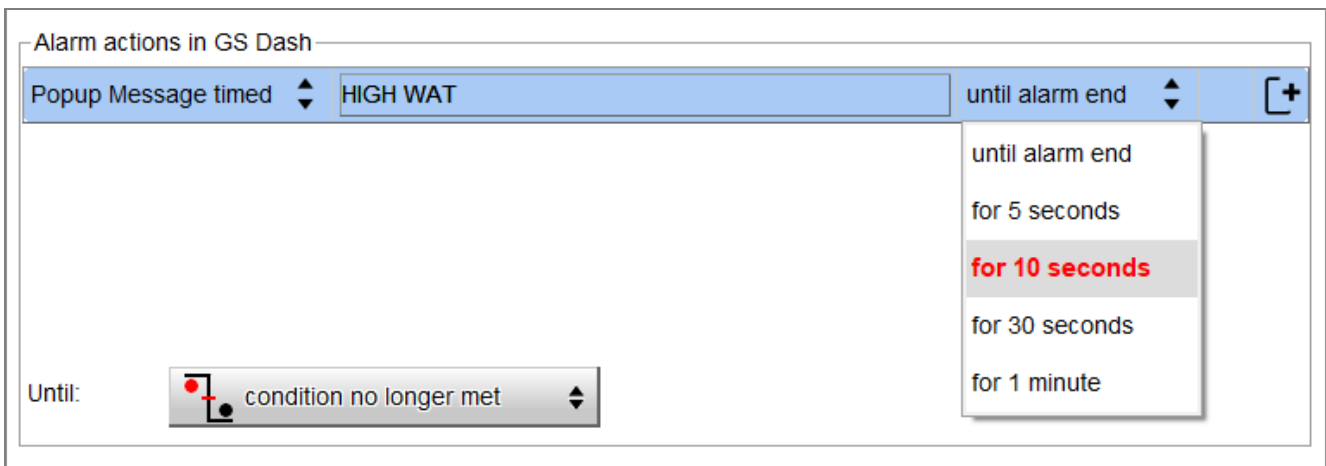 Alarm actions in GS Dash
Popup Message timed HIGH WAT until alarm end
until alarm end
for 5 seconds
for 10 seconds
for 30 seconds
for 1 minute
Until: condition no longer met